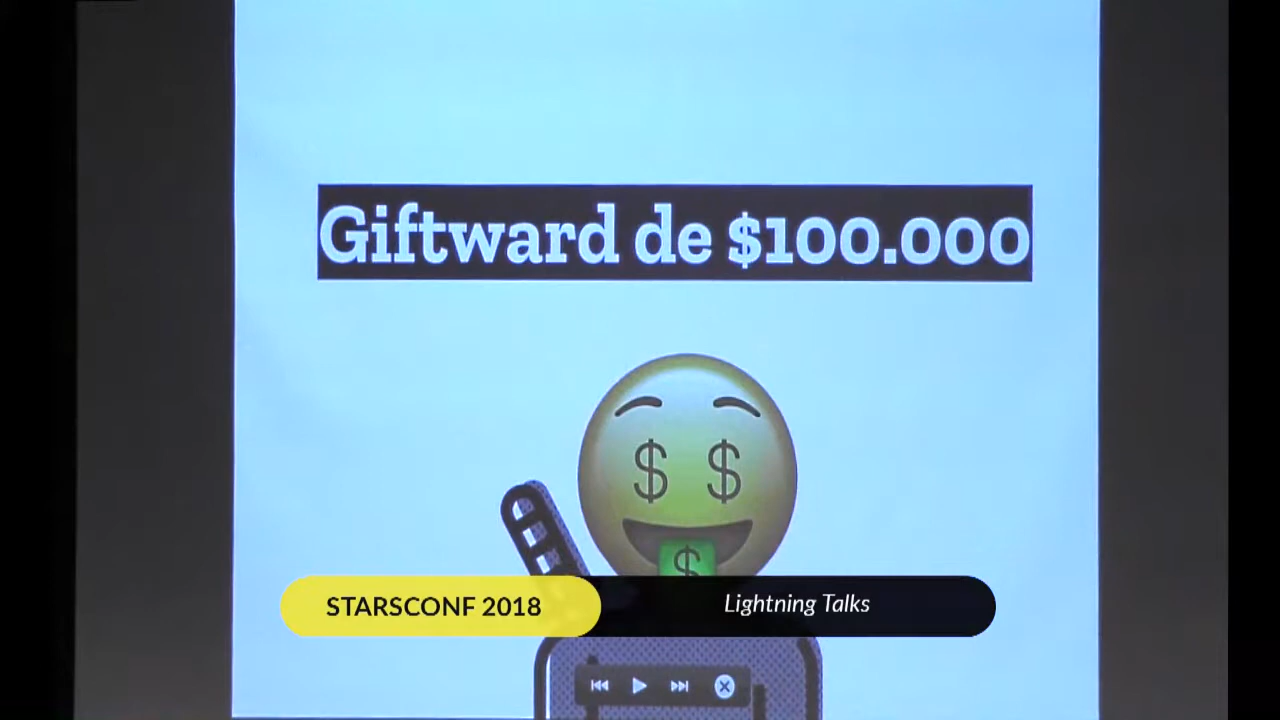 Giftward de $100.000
$ $
$
STARSCONF 2018
Lightning Talks